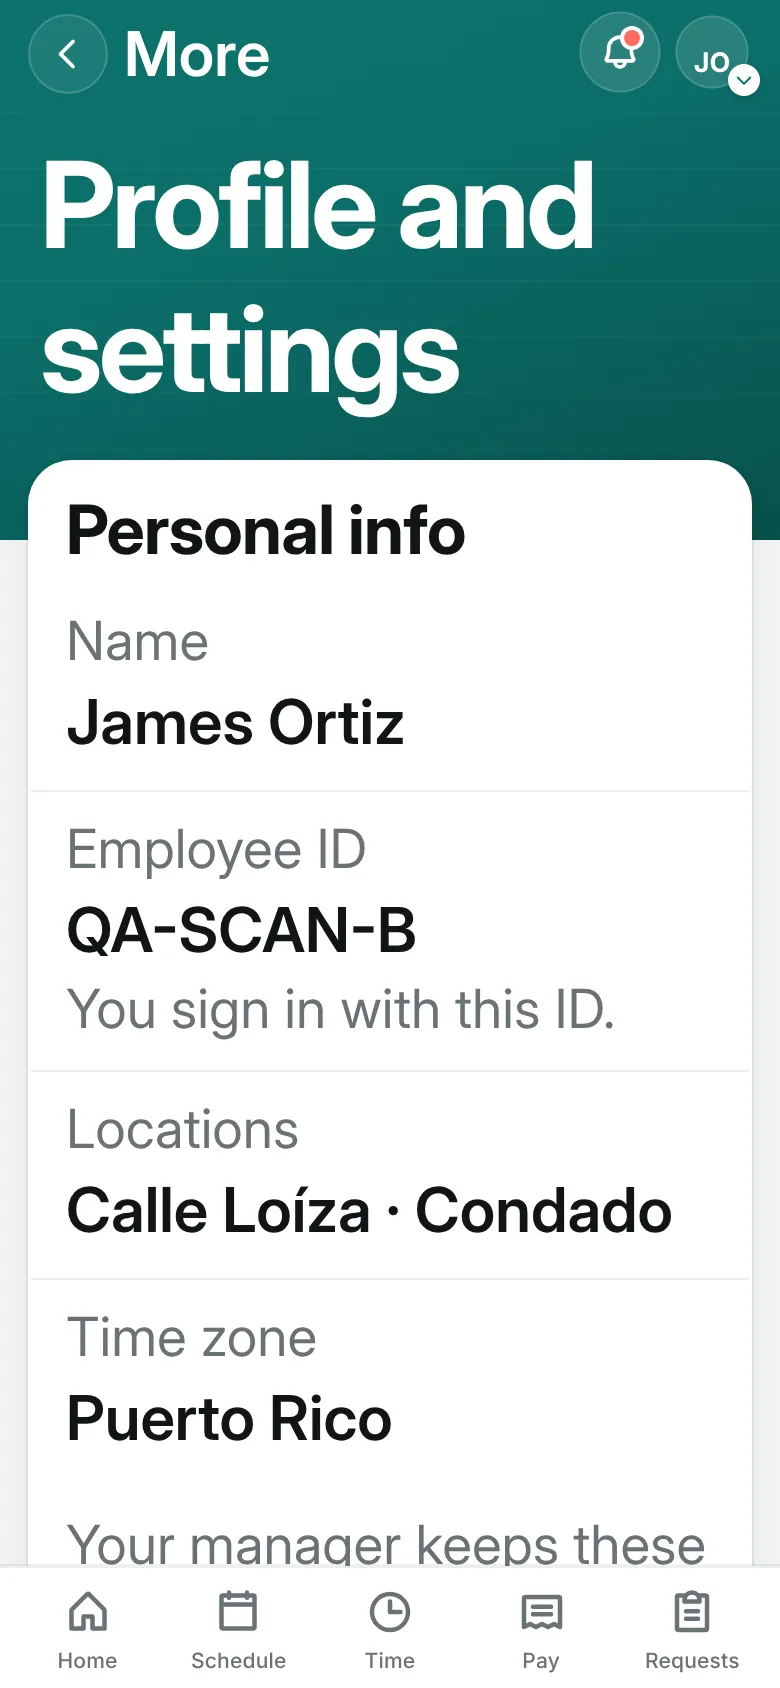 More
JO
Profile and
settings
Personal info
Name
James Ortiz
Employee ID
QA-SCAN-B
You sign in with this ID.
Locations
Calle Loíza · Condado
Time zone
Puerto Rico
Your manager keeps these
Home
Schedule
Time
Pay
Requests